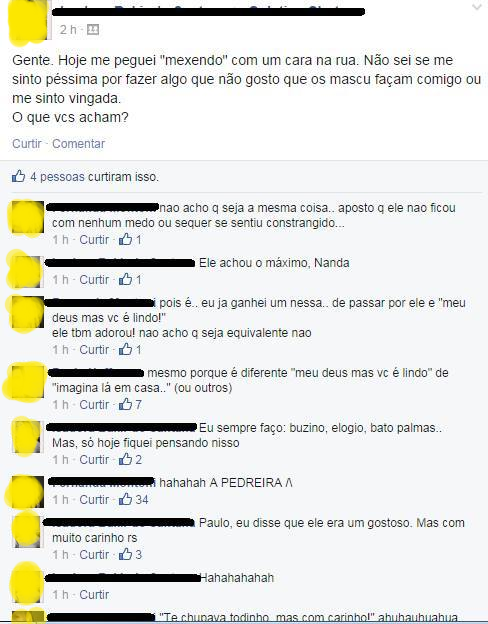 2 h ·
Gente. Hoje me peguei "mexendo" com um cara na rua. Não sei se me
sinto péssima por fazer algo que não gosto que os mascu façam comigo ou
me sinto vingada.
O que vcs acham?
Curtir · Comentar
4 pessoas curtiram isso.
nao acho q seja a mesma coisa.. aposto q ele nao ficou
com nenhum medo ou sequer se sentiu constrangido...
1 h · Curtir · 1
Ele achou o máximo, Nanda
1 h · Curtir · 1
pois é.. eu ja ganhei um nessa.. de passar por ele e "meu
deus mas vc é lindo!"
ele tbm adorou! nao acho q seja equivalente nao
1 h · Curtir · 1
mesmo porque é diferente "meu deus mas vc é lindo" de
"imagina lá em casa.." (ou outros)
1 h · Curtir · 7
Eu sempre faço: buzino, elogio, bato palmas..
Mas, só hoje fiquei pensando nisso
1 h · Curtir · 2
hahahah A PEDREIRA /\
1 h · Curtir · 34
Paulo, eu disse que ele era um gostoso. Mas com
muito carinho rs
1 h · Curtir · 3
Hahahahahah
1 h · Curtir
"Te chupava todinho, mas com carinho!" ahuhauhuahua